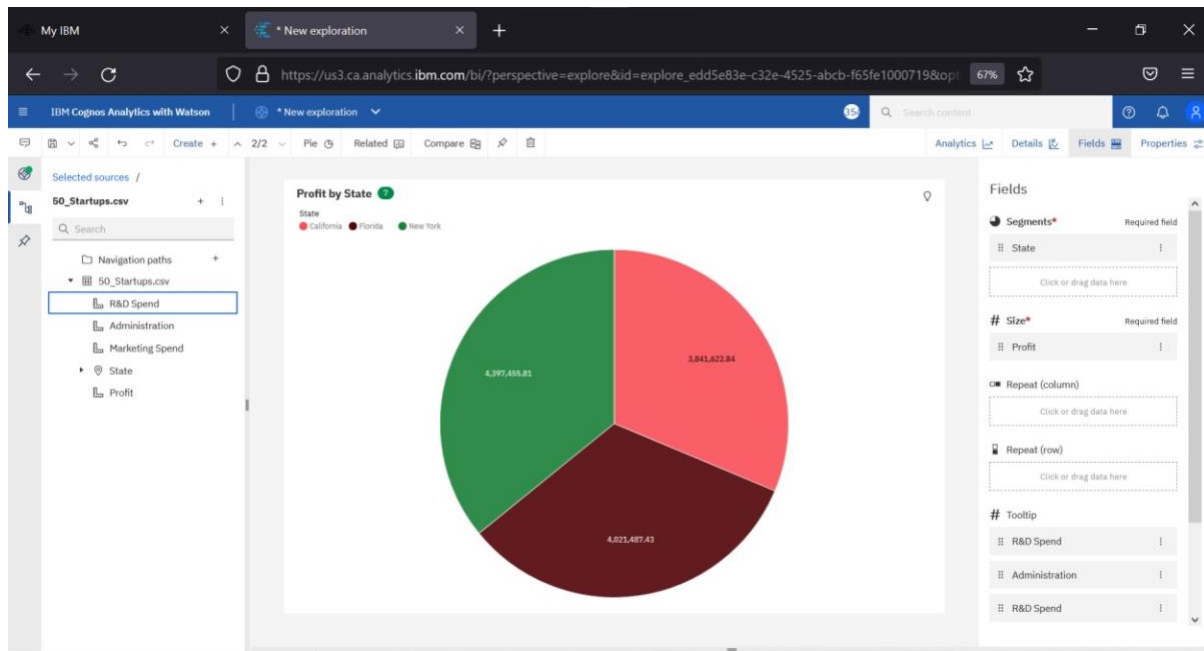 My IBM
* New exploration
https://us3.ca.analytics.ibm.com/bi/?perspective=explore&id=explore_edd5e83e-c32e-4525-abcb-f65fe1000719&opt 67%
IBM Cognos Analytics with Watson * New exploration Search content
Create + 2/2 Pie Related Compare Analytics Details Fields Properties
Selected sources /
50_Startups.csv
Search
Navigation paths
50_Startups.csv
R&D Spend
Administration
Marketing Spend
State
Profit
Profit by State 7
State
California Florida New York
4,397,455.81
3,841,622.84
4,021,487.43
Fields
Segments* Required field
State
Click or drag data here
# Size* Required field
Profit
Repeat (column)
Click or drag data here
Repeat (row)
Click or drag data here
# Tooltip
R&D Spend
Administration
R&D Spend